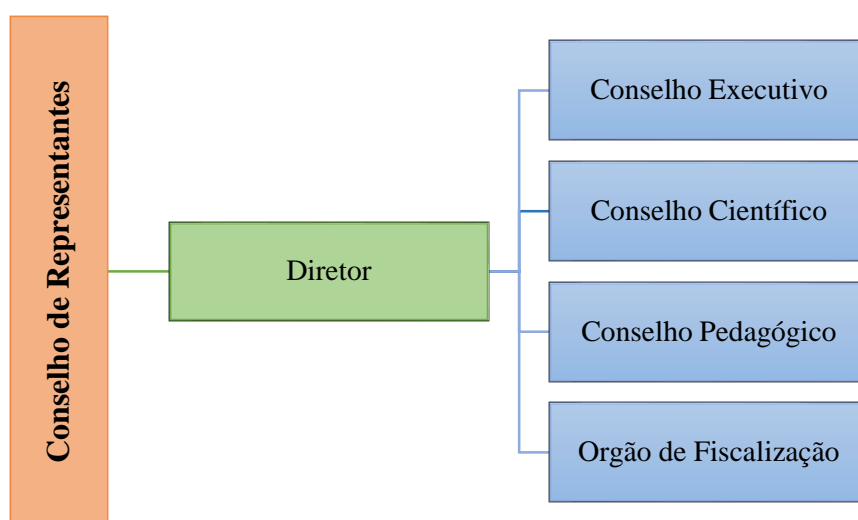 Conselho de Representantes
Diretor
Conselho Executivo
Conselho Científico
Conselho Pedagógico
Orgão de Fiscalização